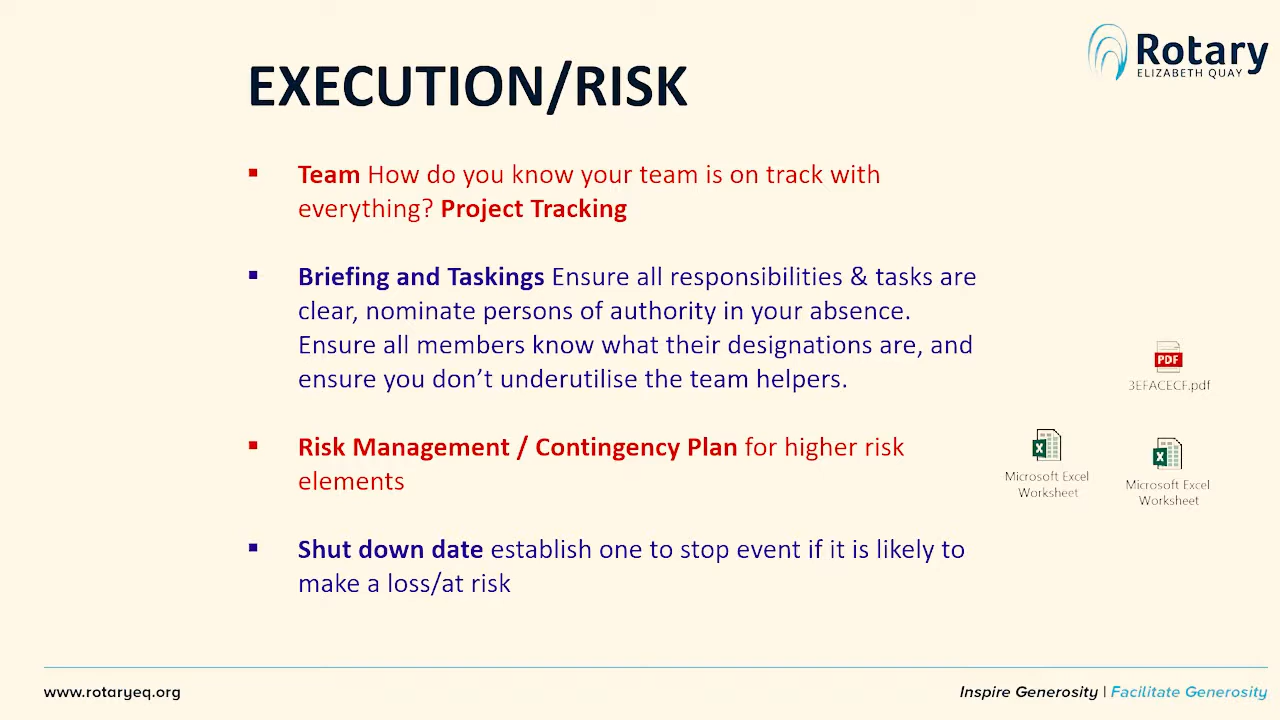 Rotary
ELIZABETH QUAY
EXECUTION/RISK
▪ Team How do you know your team is on track with
everything? Project Tracking
▪ Briefing and Taskings Ensure all responsibilities & tasks are
clear, nominate persons of authority in your absence.
Ensure all members know what their designations are, and
ensure you don’t underutilise the team helpers.
PDF
3EFACECF.pdf
▪ Risk Management / Contingency Plan for higher risk
elements
Microsoft Excel
Worksheet
Microsoft Excel
Worksheet
▪ Shut down date establish one to stop event if it is likely to
make a loss/at risk
www.rotaryeq.org
Inspire Generosity | Facilitate Generosity